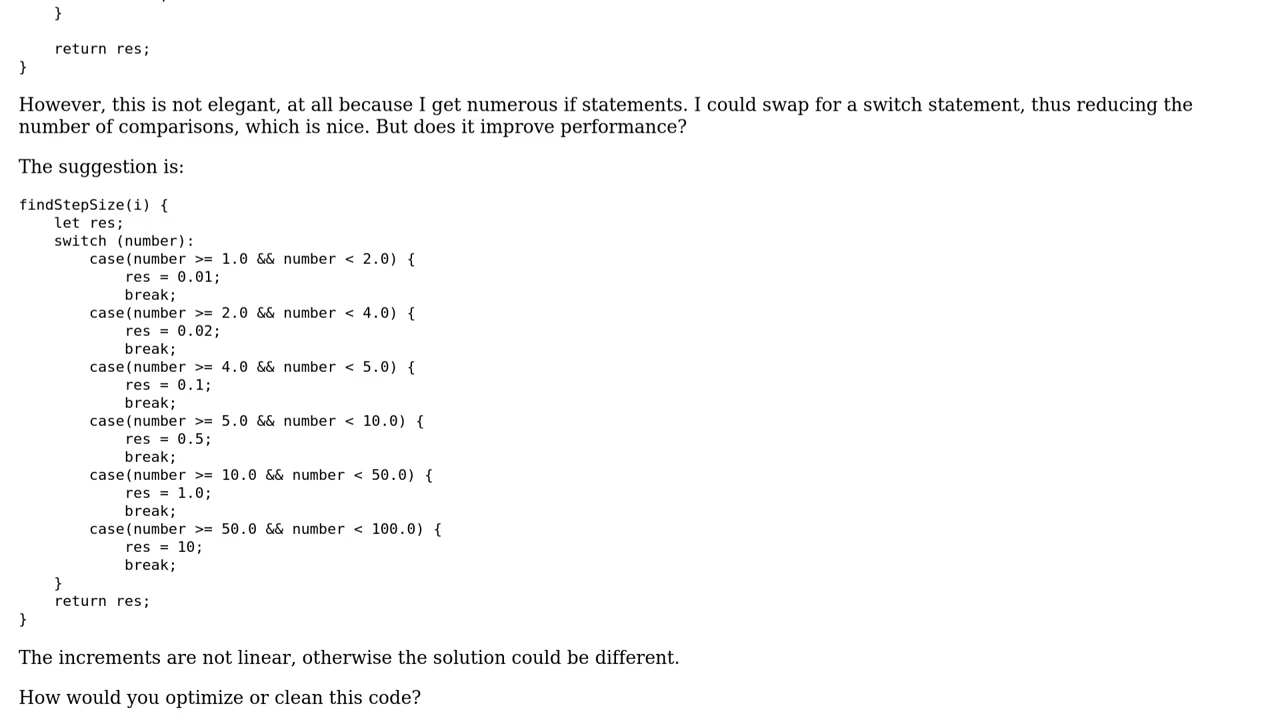 }

    return res;
}
However, this is not elegant, at all because I get numerous if statements. I could swap for a switch statement, thus reducing the
number of comparisons, which is nice. But does it improve performance?
The suggestion is:
findStepSize(i) {
    let res;
    switch (number):
        case(number >= 1.0 && number < 2.0) {
            res = 0.01;
            break;
        case(number >= 2.0 && number < 4.0) {
            res = 0.02;
            break;
        case(number >= 4.0 && number < 5.0) {
            res = 0.1;
            break;
        case(number >= 5.0 && number < 10.0) {
            res = 0.5;
            break;
        case(number >= 10.0 && number < 50.0) {
            res = 1.0;
            break;
        case(number >= 50.0 && number < 100.0) {
            res = 10;
            break;
    }
    return res;
}
The increments are not linear, otherwise the solution could be different.
How would you optimize or clean this code?